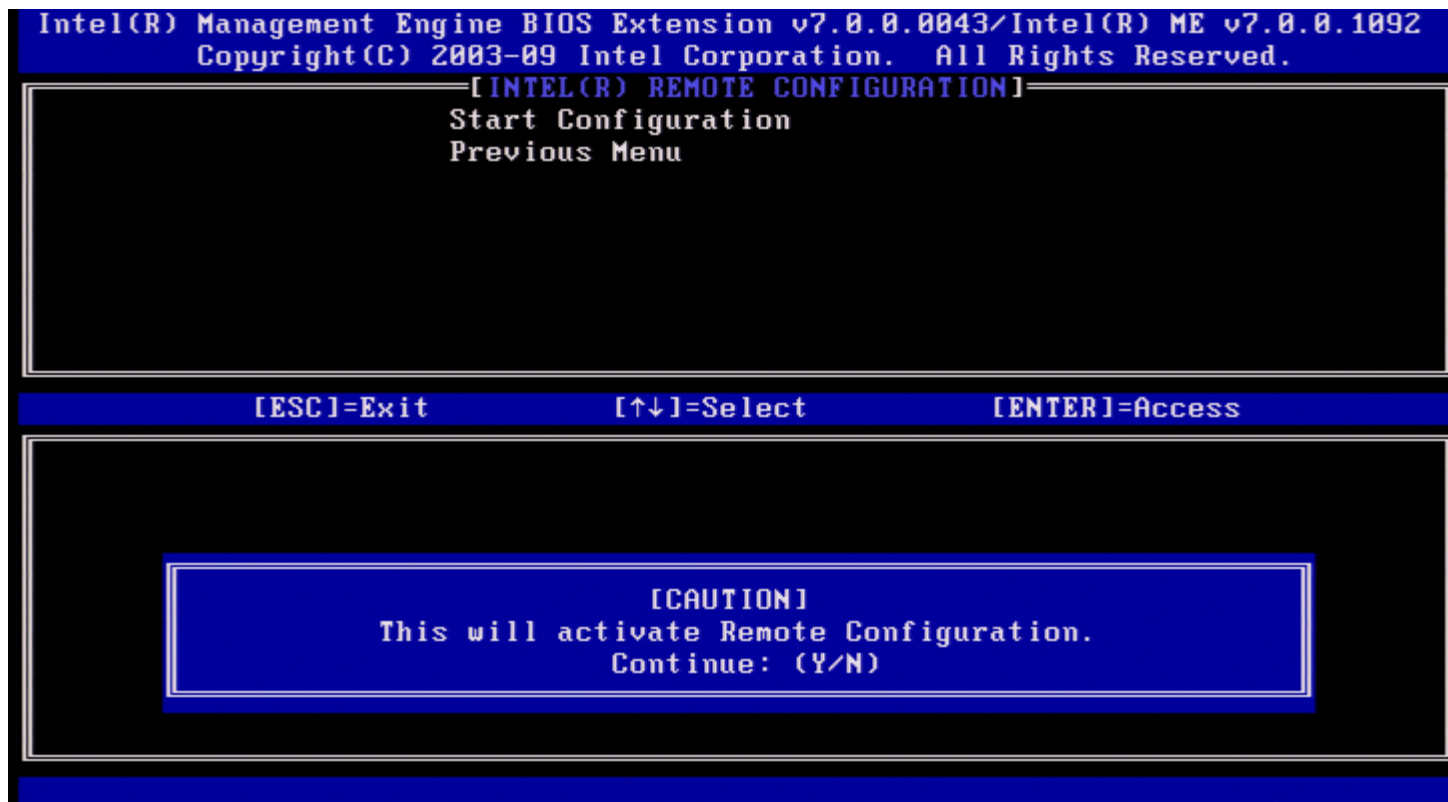 Intel(R) Management Engine BIOS Extension v7.0.0.0043/Intel(R) ME v7.0.0.1092
Copyright(C) 2003-09 Intel Corporation. All Rights Reserved.
[INTEL(R) REMOTE CONFIGURATION]
Start Configuration
Previous Menu
[ESC]=Exit [↑↓]=Select [ENTER]=Access
[CAUTION]
This will activate Remote Configuration.
Continue: (Y/N)